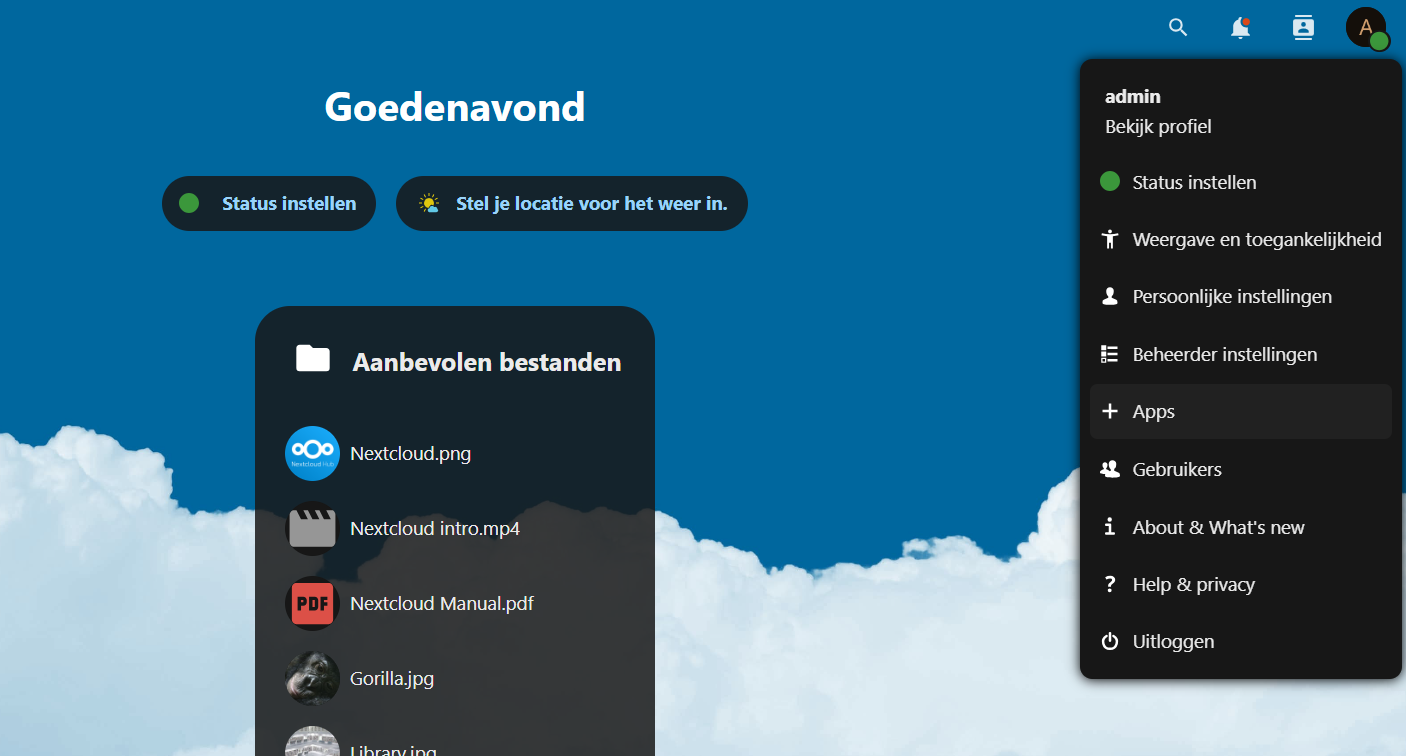 A
Goedenavond
Status instellen
Stel je locatie voor het weer in.
Aanbevolen bestanden
Nextcloud Hub
Nextcloud.png
Nextcloud intro.mp4
PDF
Nextcloud Manual.pdf
Gorilla.jpg
Library.jpg
admin
Bekijk profiel
Status instellen
Weergave en toegankelijkheid
Persoonlijke instellingen
Beheerder instellingen
Apps
Gebruikers
About & What's new
Help & privacy
Uitloggen